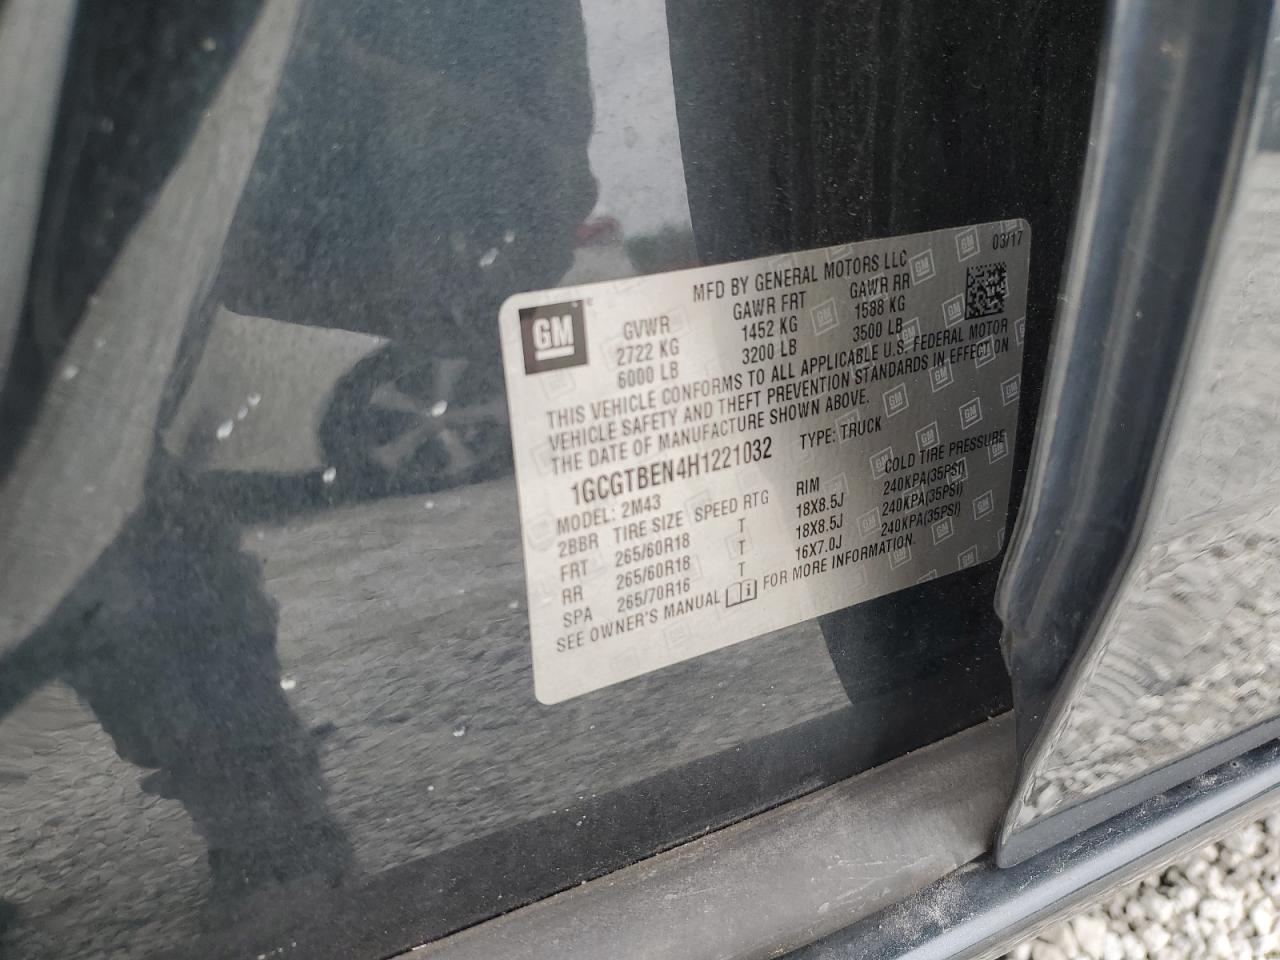 MFD BY GENERAL MOTORS LLC 03/17
GM GVWR GAWR FRT GAWR RR
2722 KG 1452 KG 1588 KG
6000 LB 3200 LB 3500 LB
THIS VEHICLE CONFORMS TO ALL APPLICABLE U.S. FEDERAL MOTOR
VEHICLE SAFETY AND THEFT PREVENTION STANDARDS IN EFFECT ON
THE DATE OF MANUFACTURE SHOWN ABOVE.
1GCGTBEN4H1221032 TYPE: TRUCK
MODEL: 2M43
2BBR TIRE SIZE SPEED RTG RIM COLD TIRE PRESSURE
FRT 265/60R18 T 18X8.5J 240KPA(35PSI)
RR 265/60R18 T 18X8.5J 240KPA(35PSI)
SPA 265/70R16 T 16X7.0J 240KPA(35PSI)
SEE OWNER'S MANUAL FOR MORE INFORMATION.